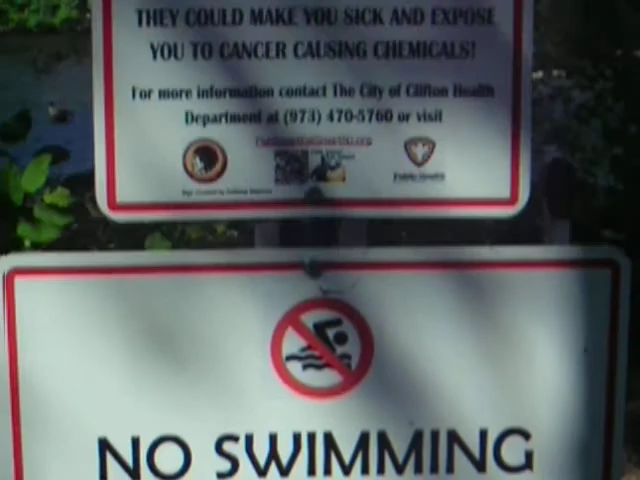 THEY COULD MAKE YOU SICK AND EXPOSE
YOU TO CANCER CAUSING CHEMICALS!
For more information contact The City of Clifton Health
Department at (973) 470-5760 or visit
NO SWIMMING